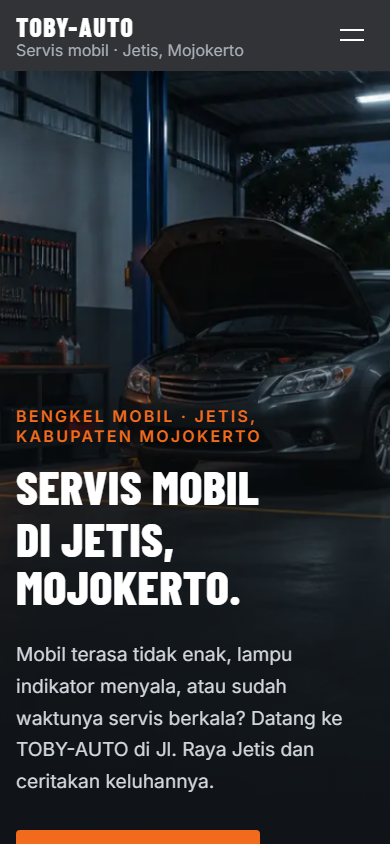 TOBY-AUTO
Servis mobil · Jetis, Mojokerto
BENGKEL MOBIL · JETIS,
KABUPATEN MOJOKERTO
SERVIS MOBIL
DI JETIS,
MOJOKERTO.
Mobil terasa tidak enak, lampu
indikator menyala, atau sudah
waktunya servis berkala? Datang ke
TOBY-AUTO di Jl. Raya Jetis dan
ceritakan keluhannya.